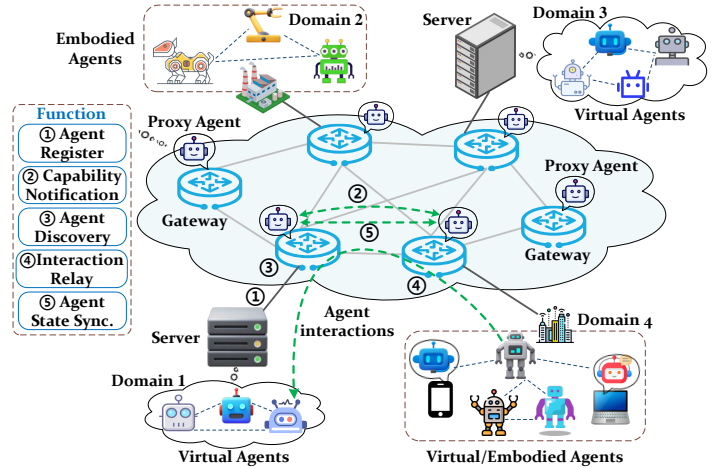 Embodied
Agents
Domain 2
Server
Domain 3
Virtual Agents
Function
① Agent
Register
② Capability
Notification
③ Agent
Discovery
④Interaction
Relay
⑤ Agent
State Sync.
Proxy Agent
Gateway
Proxy Agent
Gateway
②
⑤
③
④
①
Agent
interactions
Server
Domain 1
Virtual Agents
Domain 4
Virtual/Embodied Agents